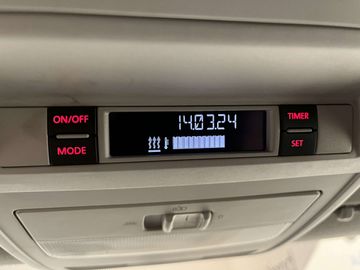 ON/OFF
MODE
14.03.24
TIMER
SET